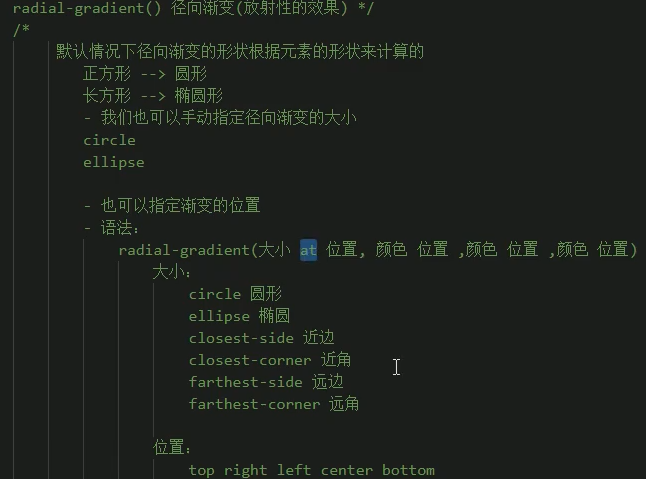 radial-gradient() 径向渐变(放射性的效果) */
/*
默认情况下径向渐变的形状根据元素的形状来计算的
正方形 --> 圆形
长方形 --> 椭圆形
- 我们也可以手动指定径向渐变的大小
circle
ellipse
- 也可以指定渐变的位置
- 语法：
radial-gradient(大小 at 位置, 颜色 位置 ,颜色 位置 ,颜色 位置)
大小：
circle 圆形
ellipse 椭圆
closest-side 近边
closest-corner 近角
farthest-side 远边
farthest-corner 远角
位置：
top right left center bottom